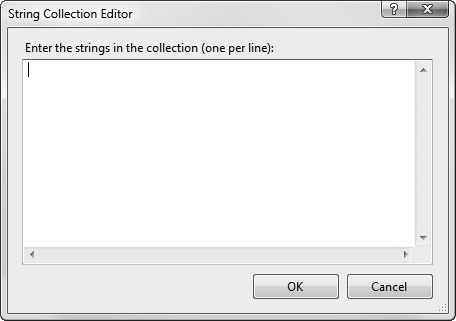 String Collection Editor
?
Enter the strings in the collection (one per line):
OK
Cancel